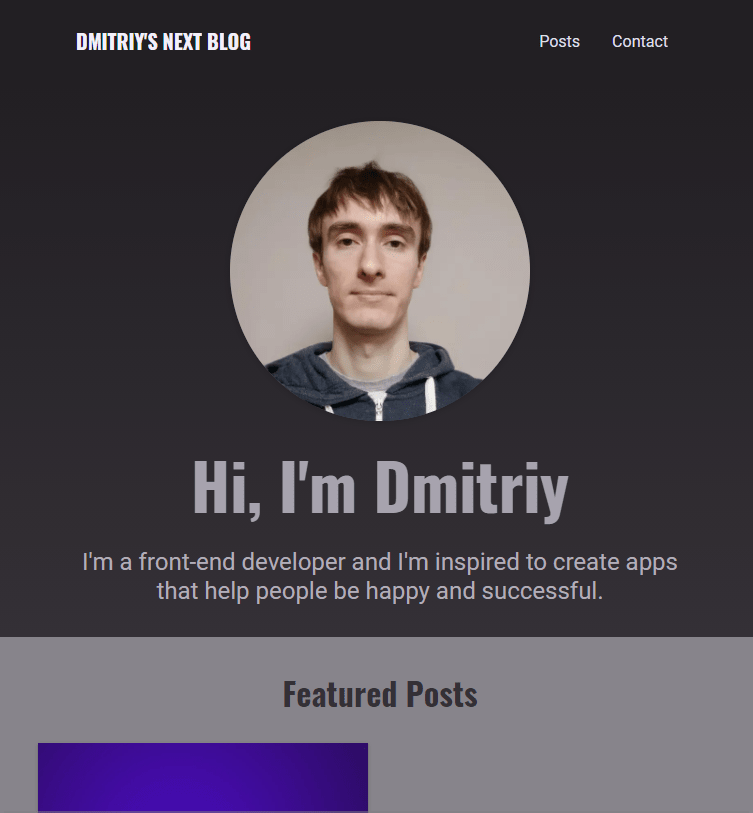 DMITRIY'S NEXT BLOG
Posts
Contact
Hi, I'm Dmitriy
I'm a front-end developer and I'm inspired to create apps
that help people be happy and successful.
Featured Posts